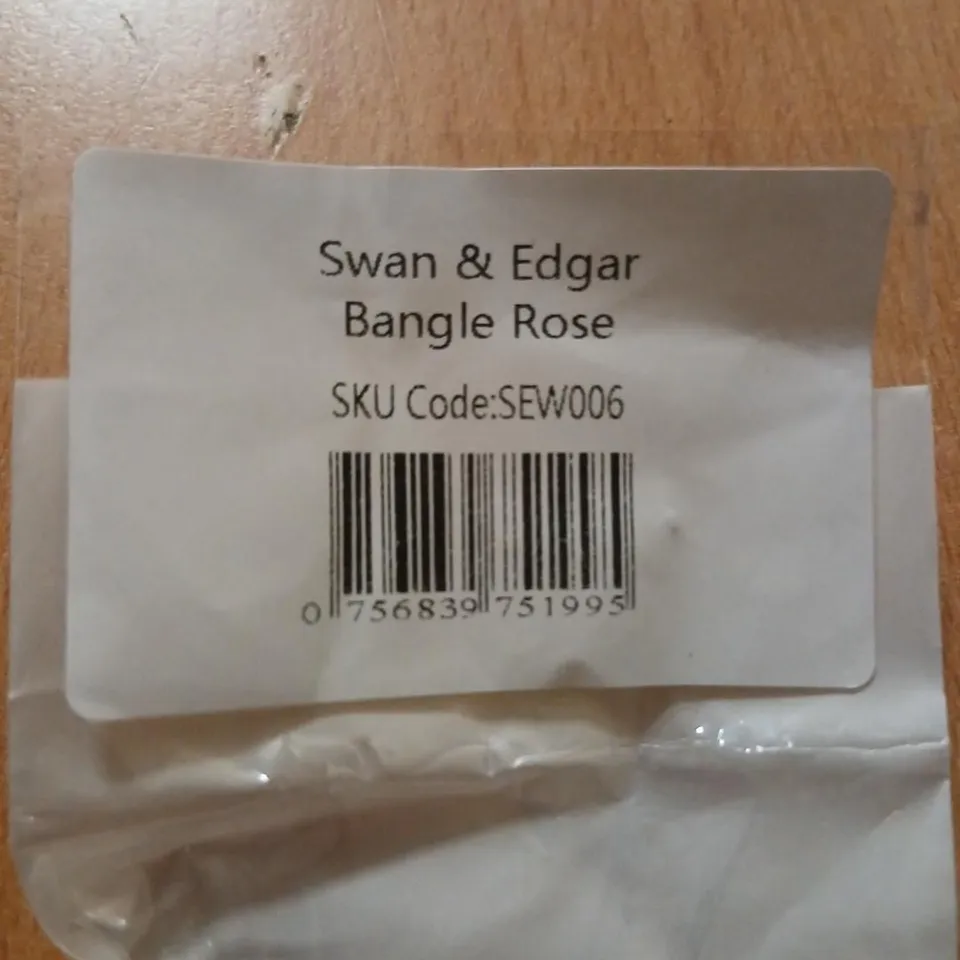 Swan & Edgar
Bangle Rose
SKU Code:SEW006
0 756839 751995